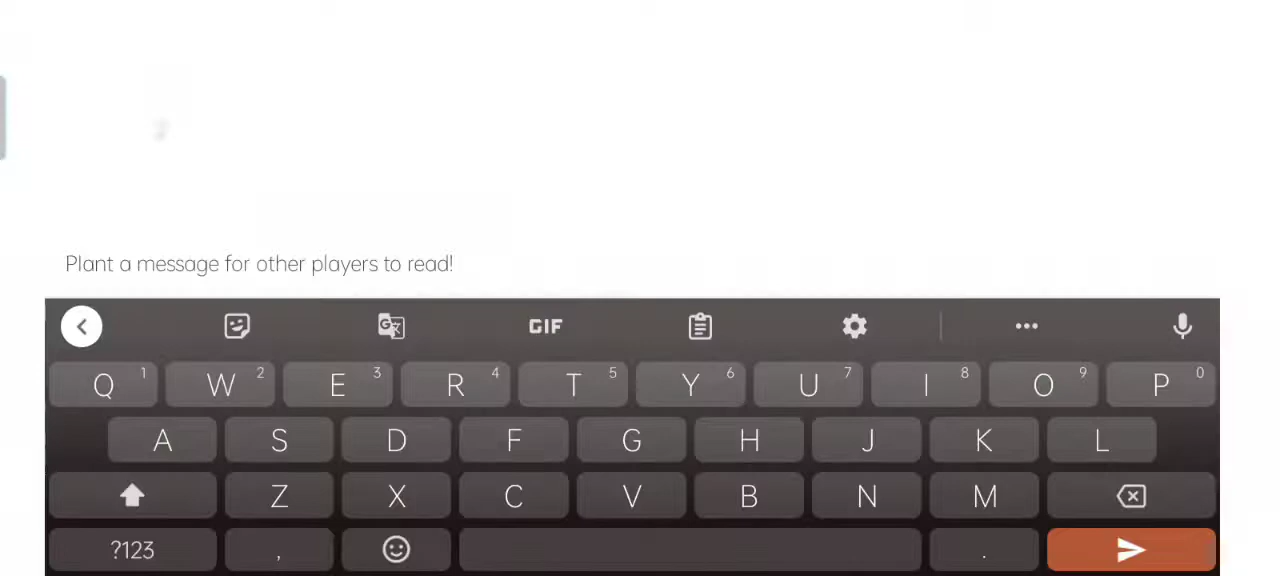 Plant a message for other players to read!
GIF
Q 1 W 2 E 3 R 4 T 5 Y 6 U 7 I 8 O 9 P 0
A S D F G H J K L
Z X C V B N M
?123 , .